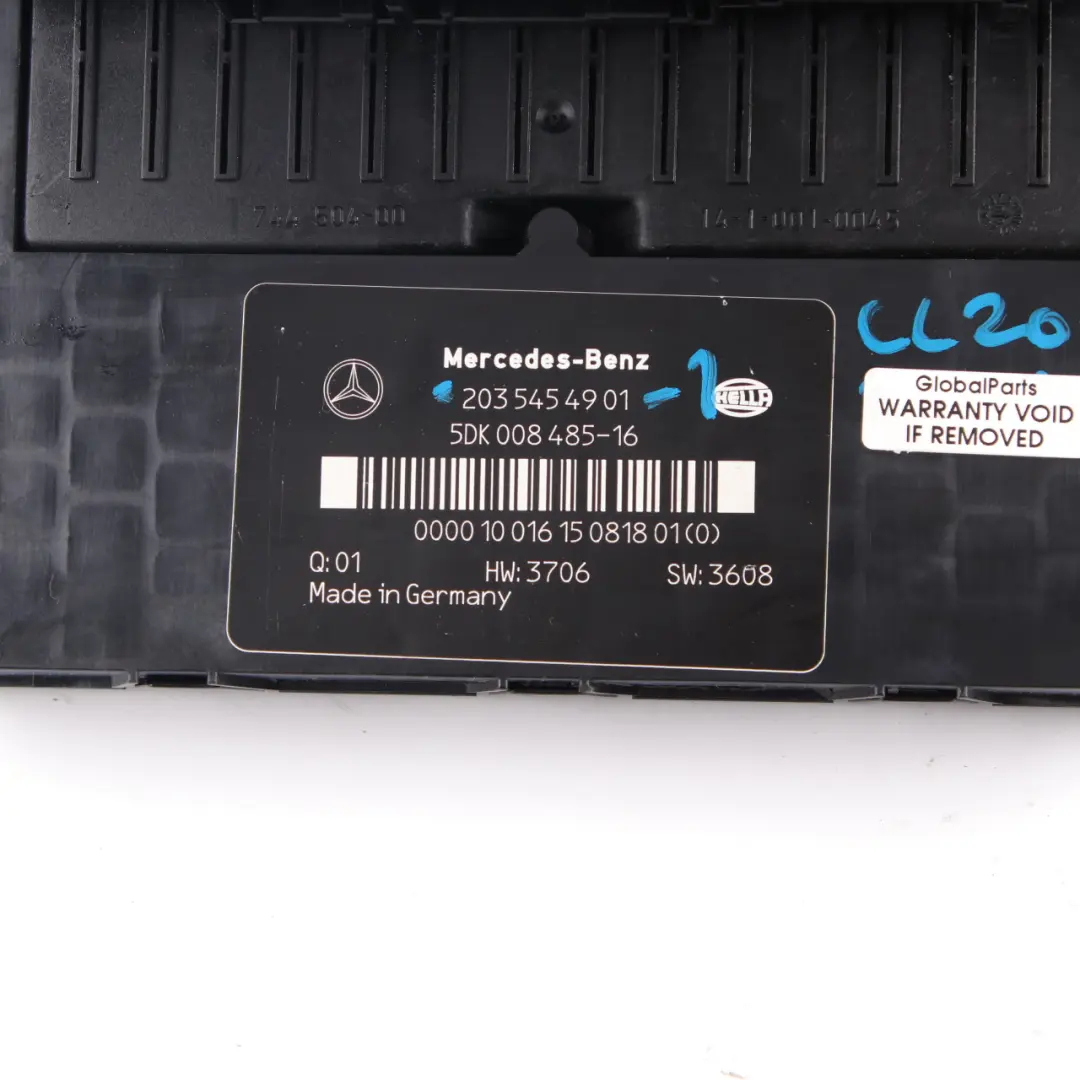 744 504-00
14-1-001-0045
Mercedes-Benz
203 545 49 01 -1
HELLA
5DK 008 485-16
0000 10 016 15 0818 01(0)
Q: 01 HW: 3706 SW: 3608
Made in Germany
CL20
GlobalParts
WARRANTY VOID
IF REMOVED